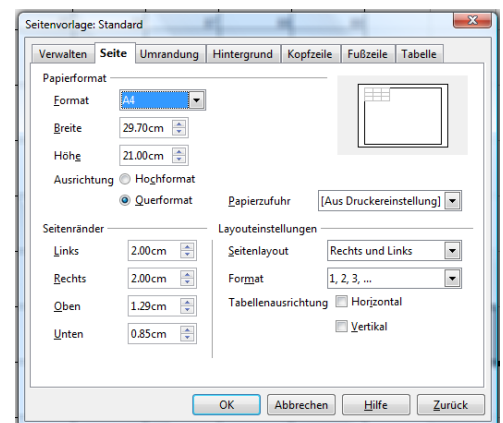 Seitenvorlage: Standard
Verwalten Seite Umrandung Hintergrund Kopfzeile Fußzeile Tabelle
Papierformat
Format A4
Breite 29.70cm
Höhe 21.00cm
Ausrichtung Hochformat
Querformat Papierzufuhr [Aus Druckereinstellung]
Seitenränder Layouteinstellungen
Links 2.00cm Seitenlayout Rechts und Links
Rechts 2.00cm Format 1, 2, 3, ...
Oben 1.29cm Tabellenausrichtung Horizontal
Unten 0.85cm Vertikal
OK Abbrechen Hilfe Zurück